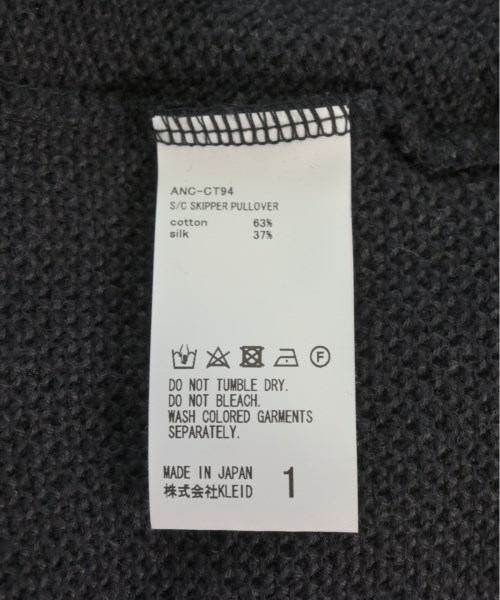 ANC-CT94
S/C SKIPPER PULLOVER
cotton 63%
silk 37%
F
DO NOT TUMBLE DRY.
DO NOT BLEACH.
WASH COLORED GARMENTS
SEPARATELY.
MADE IN JAPAN
株式会社KLEID 1